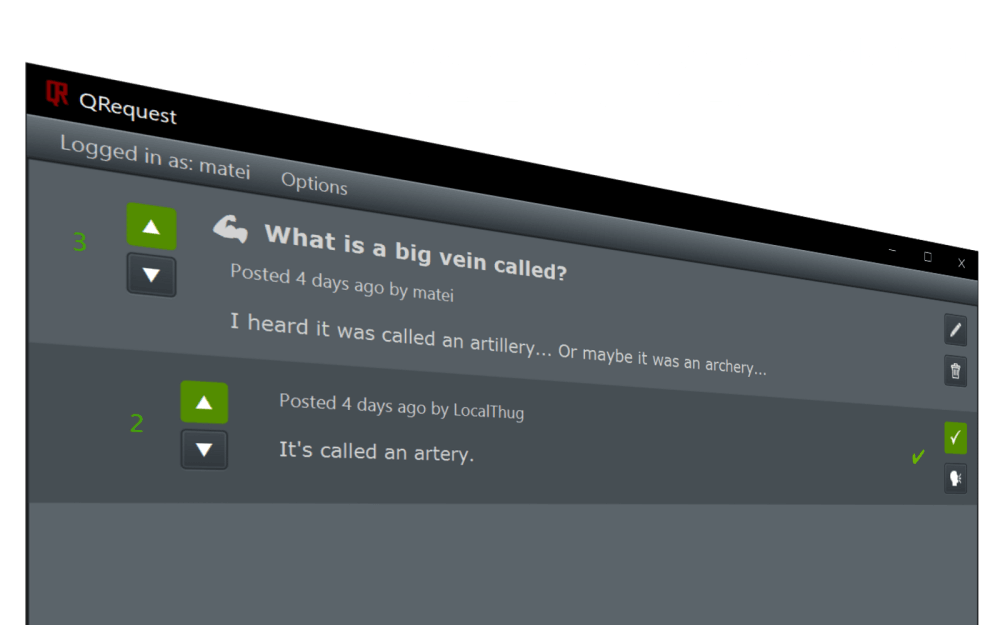 QR QRequest
Logged in as: matei Options
3
What is a big vein called?
Posted 4 days ago by matei
I heard it was called an artillery... Or maybe it was an archery...
2
Posted 4 days ago by LocalThug
It's called an artery.